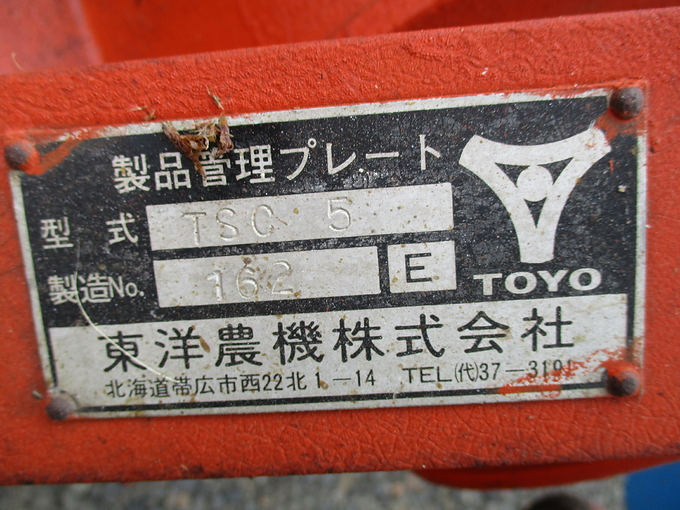 製品管理プレート
型式 TSC 5
製造No. 162 E
TOYO
東洋農機株式会社
北海道帯広市西22北1-14 TEL(代)37-3191